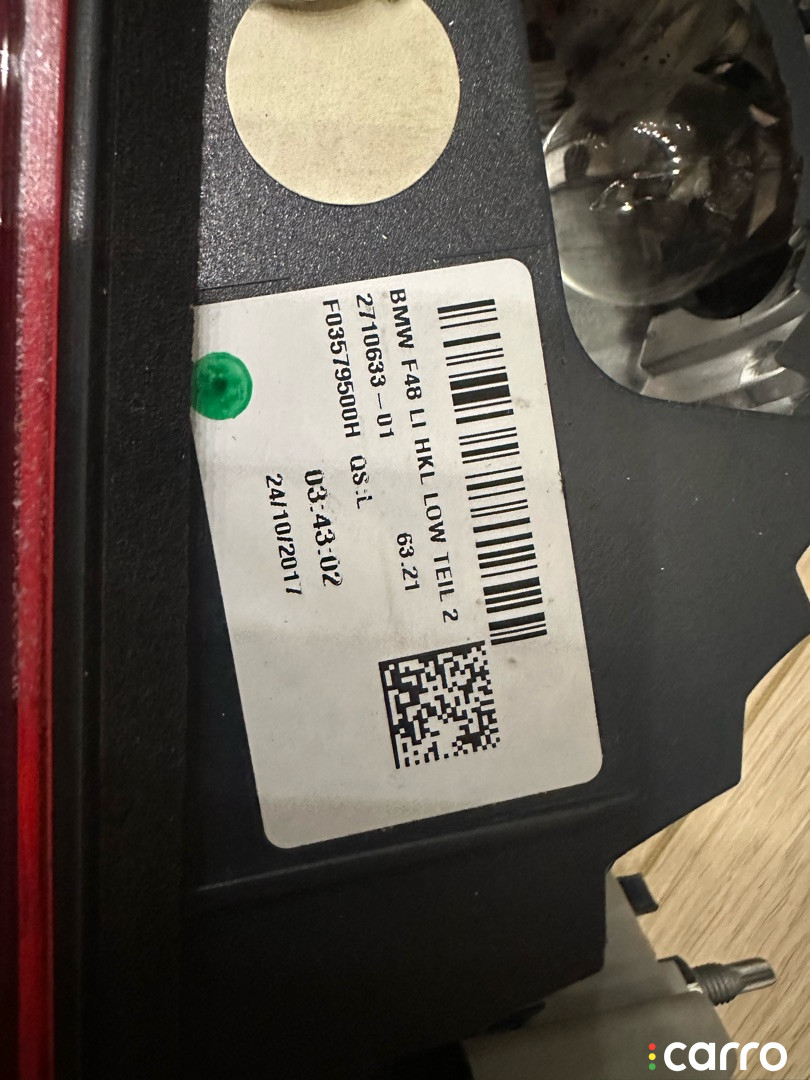 BMW F48 LI HKL LOW TEIL 2
2710633-01 63.21
F03579500H QS:L
03:43:02
24/10/2017
carro